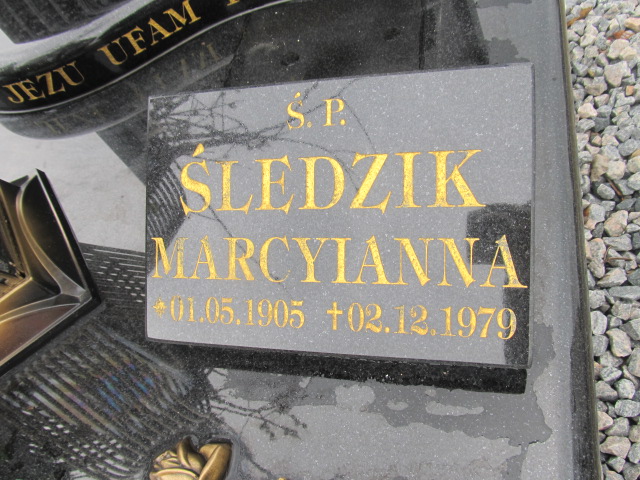 JEZU UFAM
Ś. P.
ŚLEDZIK
MARCYIANNA
*01.05.1905 †02.12.1979